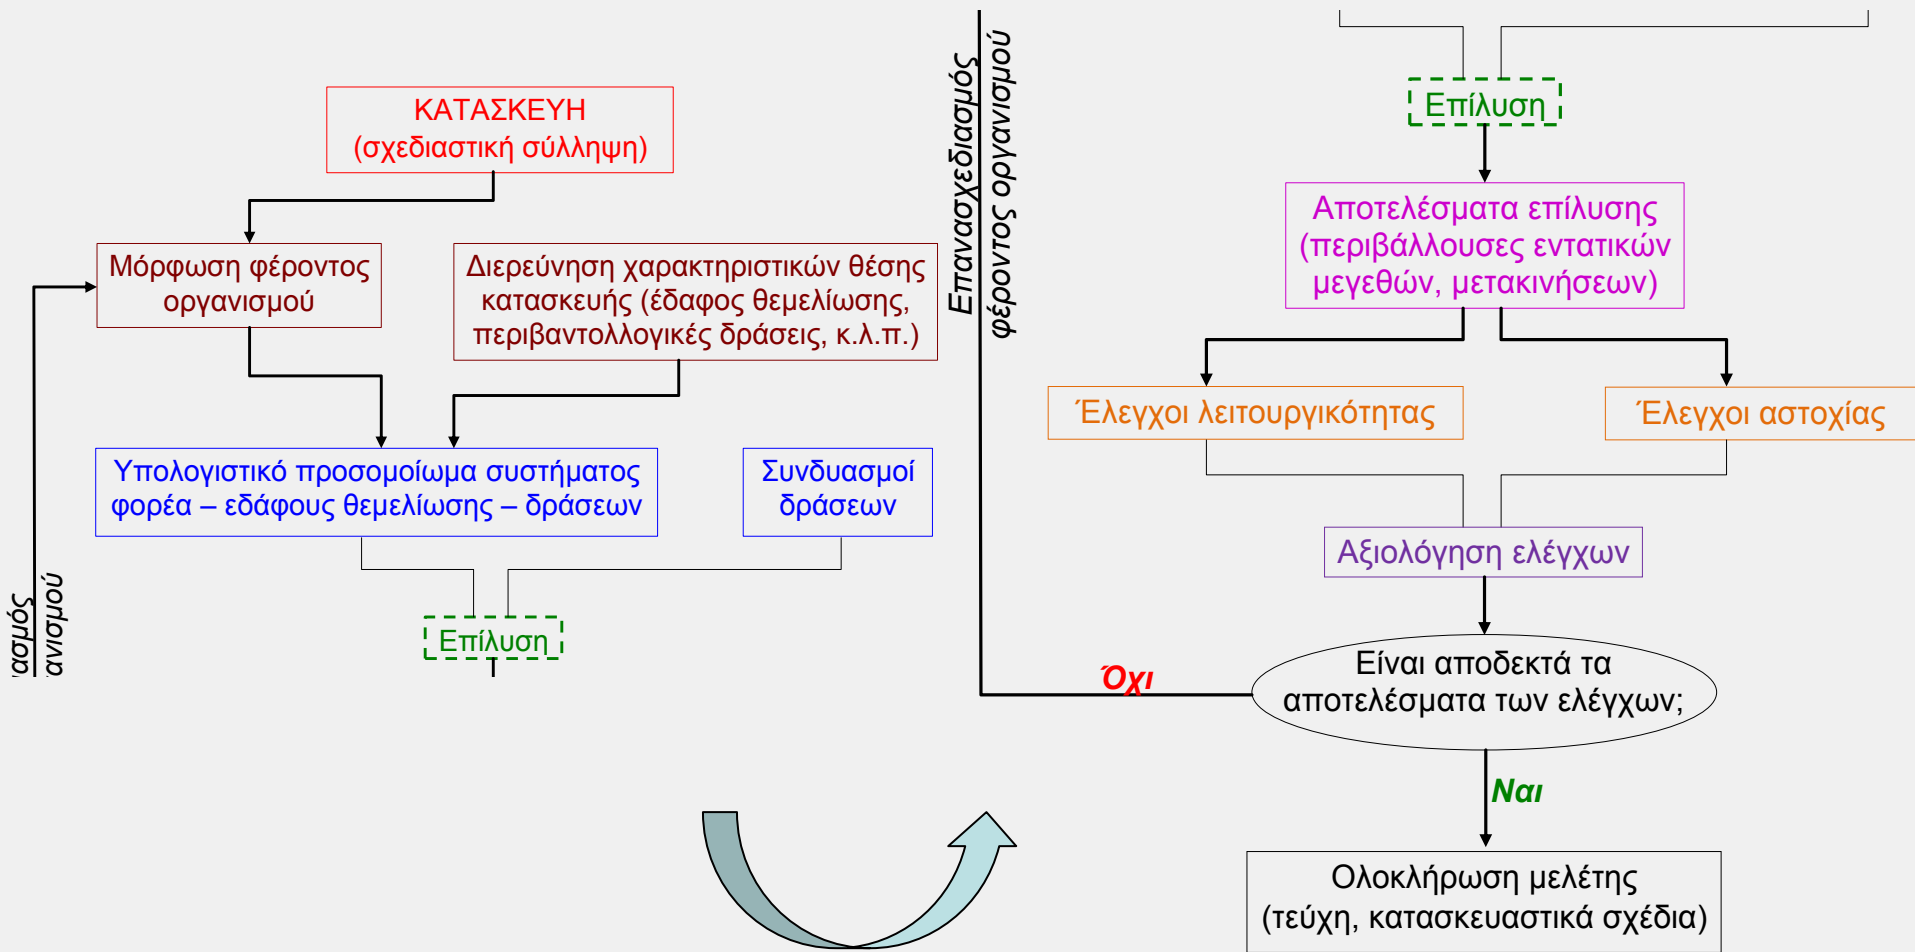 ΚΑΤΑΣΚΕΥΗ
(σχεδιαστική σύλληψη)
Μόρφωση φέροντος
οργανισμού
Διερεύνηση χαρακτηριστικών θέσης
κατασκευής (έδαφος θεμελίωσης,
περιβαντολλογικές δράσεις, κ.λ.π.)
Υπολογιστικό προσομοίωμα συστήματος
φορέα – εδάφους θεμελίωσης – δράσεων
Συνδυασμοί
δράσεων
Επίλυση
ασμός
ανισμού
Επανασχεδιασμός
φέροντος οργανισμού
Επίλυση
Αποτελέσματα επίλυσης
(περιβάλλουσες εντατικών
μεγεθών, μετακινήσεων)
Έλεγχοι λειτουργικότητας
Έλεγχοι αστοχίας
Αξιολόγηση ελέγχων
Είναι αποδεκτά τα
αποτελέσματα των ελέγχων;
Όχι
Ναι
Ολοκλήρωση μελέτης
(τεύχη, κατασκευαστικά σχέδια)